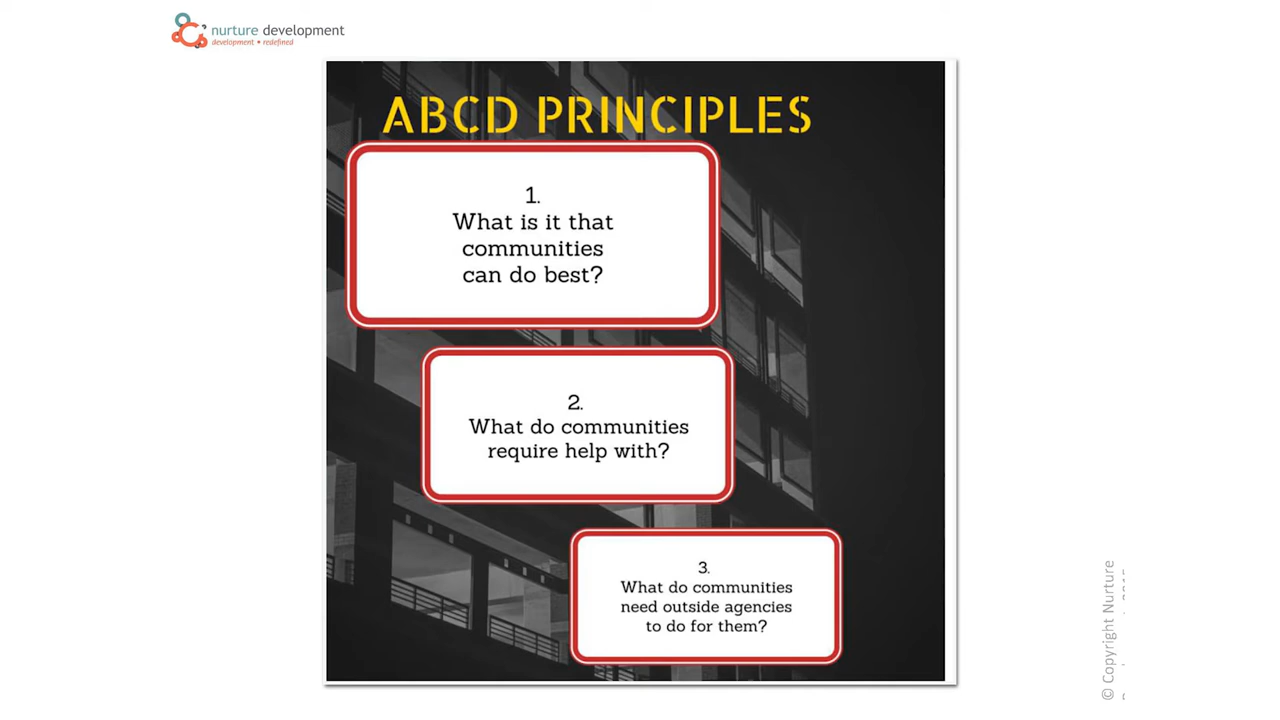 nurture development
development • redefined
ABCD PRINCIPLES
1.
What is it that
communities
can do best?
2.
What do communities
require help with?
3.
What do communities
need outside agencies
to do for them?
© Copyright Nurture